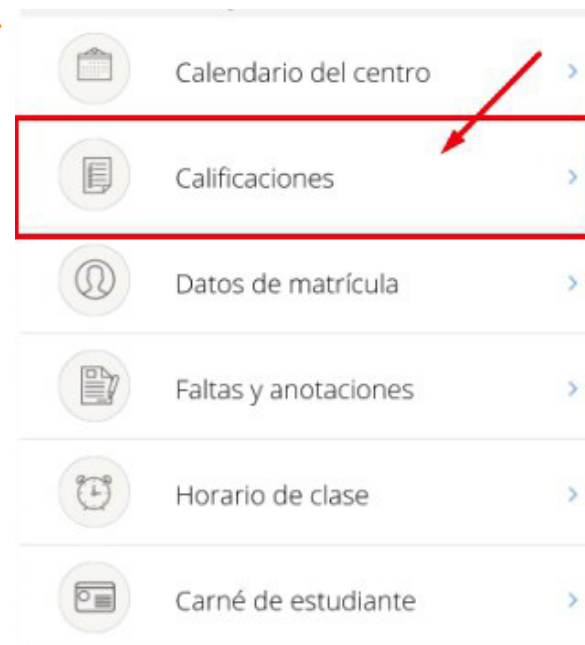 Calendario del centro
Calificaciones
Datos de matrícula
Faltas y anotaciones
Horario de clase
Carné de estudiante